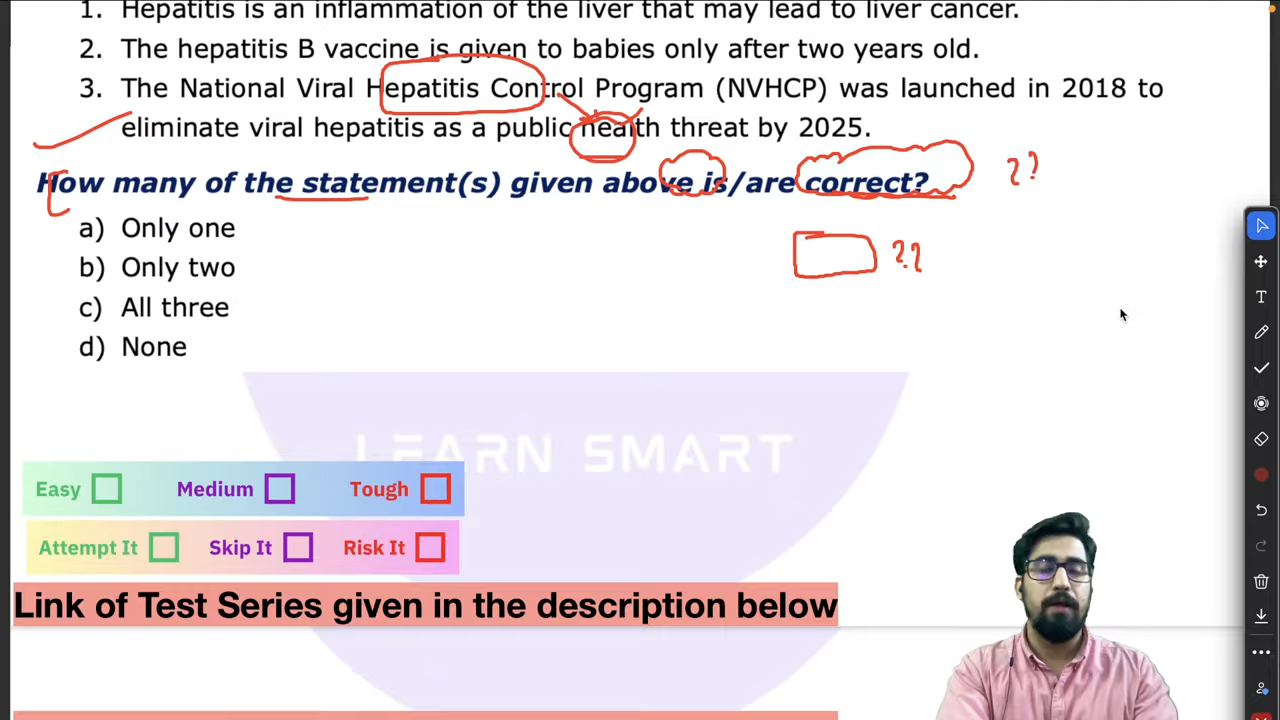 1. Hepatitis is an inflammation of the liver that may lead to liver cancer.
2. The hepatitis B vaccine is given to babies only after two years old.
3. The National Viral Hepatitis Control Program (NVHCP) was launched in 2018 to
eliminate viral hepatitis as a public health threat by 2025.
How many of the statement(s) given above is/are correct?
??
a) Only one
??
b) Only two
c) All three
d) None
LEARN SMART
Easy Medium Tough
Attempt It Skip It Risk It
Link of Test Series given in the description below